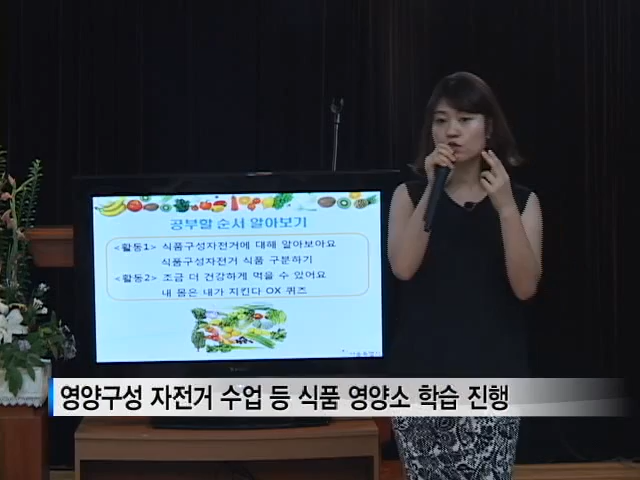 공부할 순서 알아보기
<활동1> 식품구성자전거에 대해 알아보아요
식품구성자전거 식품 구분하기
<활동2> 조금 더 건강하게 먹을 수 있어요
내 몸은 내가 지킨다 OX 퀴즈
영양구성 자전거 수업 등 식품 영양소 학습 진행